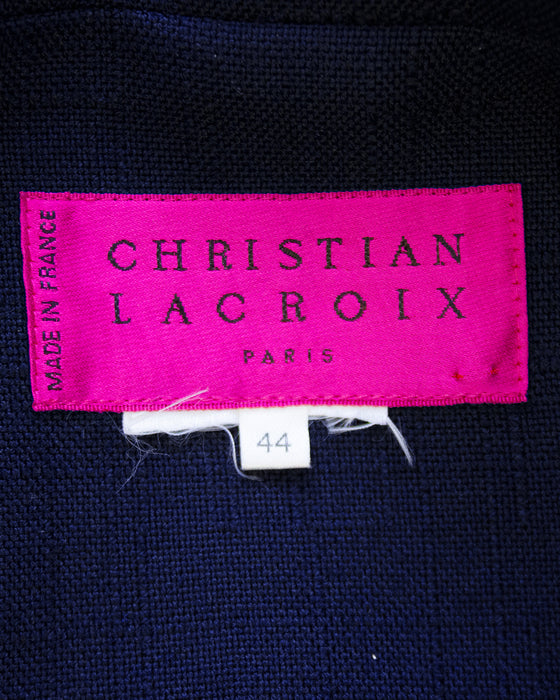 MADE IN FRANCE
CHRISTIAN
LACROIX
PARIS
44